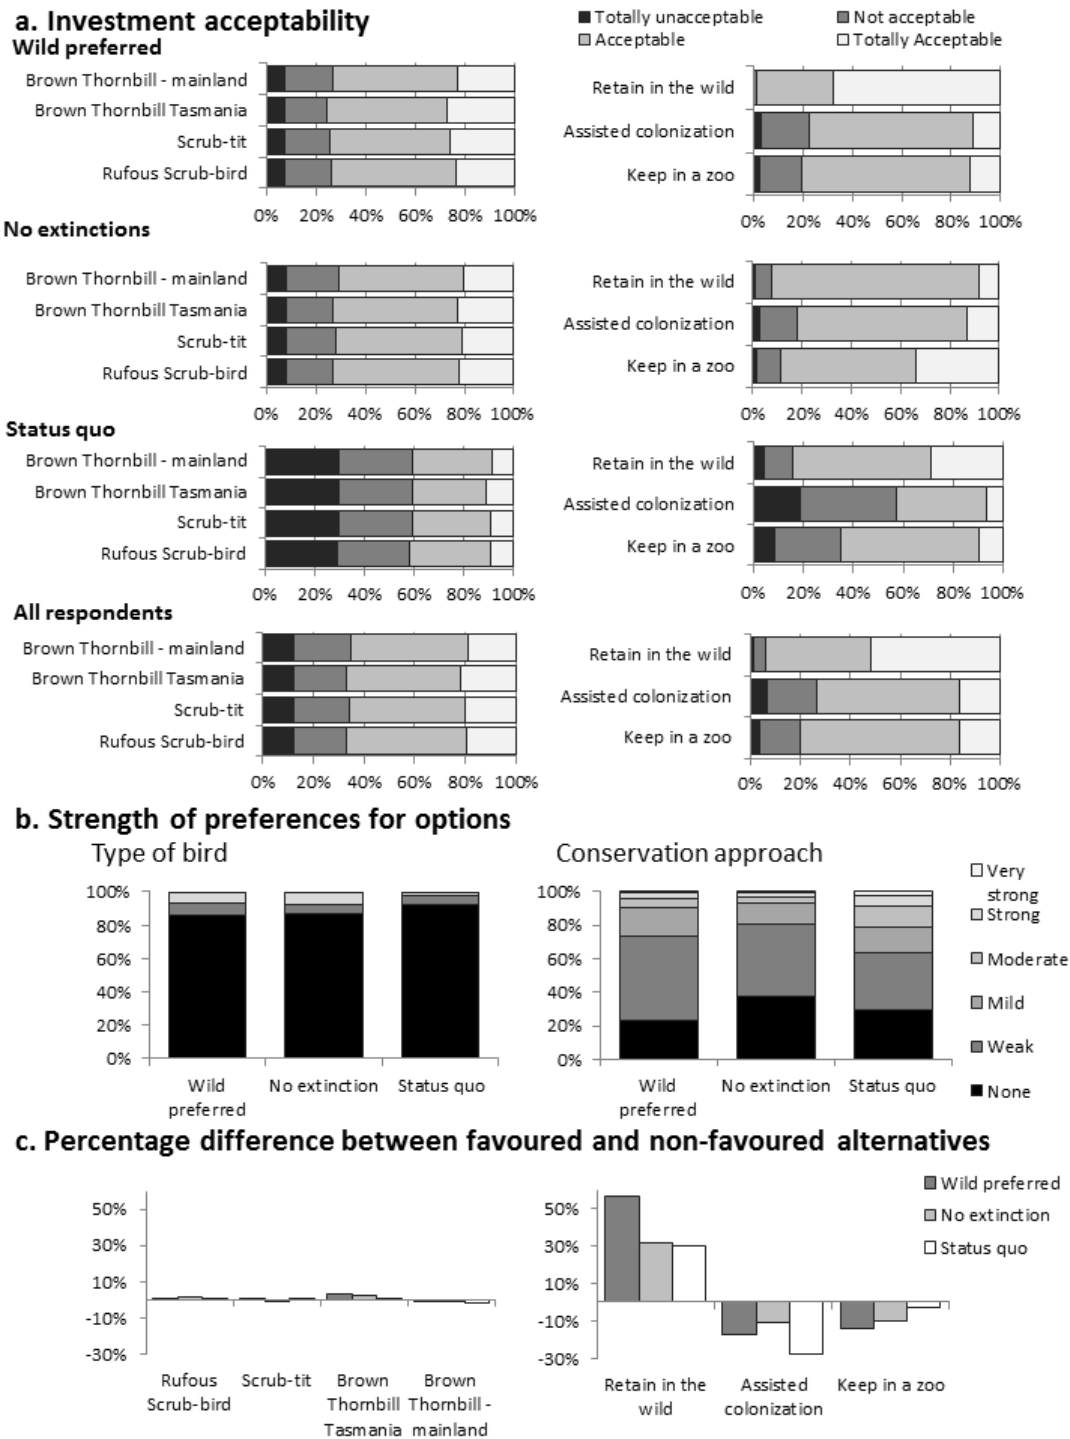 a. Investment acceptability
Totally unacceptable
Not acceptable
Acceptable
Totally Acceptable
Wild preferred
Brown Thornbill - mainland
Brown Thornbill Tasmania
Scrub-tit
Rufous Scrub-bird
0% 20% 40% 60% 80% 100%
Retain in the wild
Assisted colonization
Keep in a zoo
0% 20% 40% 60% 80% 100%
No extinctions
Brown Thornbill - mainland
Brown Thornbill Tasmania
Scrub-tit
Rufous Scrub-bird
0% 20% 40% 60% 80% 100%
Retain in the wild
Assisted colonization
Keep in a zoo
0% 20% 40% 60% 80% 100%
Status quo
Brown Thornbill - mainland
Brown Thornbill Tasmania
Scrub-tit
Rufous Scrub-bird
0% 20% 40% 60% 80% 100%
Retain in the wild
Assisted colonization
Keep in a zoo
0% 20% 40% 60% 80% 100%
All respondents
Brown Thornbill - mainland
Brown Thornbill Tasmania
Scrub-tit
Rufous Scrub-bird
0% 20% 40% 60% 80% 100%
Retain in the wild
Assisted colonization
Keep in a zoo
0% 20% 40% 60% 80% 100%
b. Strength of preferences for options
Type of bird
100%
80%
60%
40%
20%
0%
Wild
preferred
No extinction
Status quo
Conservation approach
100%
80%
60%
40%
20%
0%
Wild
preferred
No extinction
Status quo
Very
strong
Strong
Moderate
Mild
Weak
None
c. Percentage difference between favoured and non-favoured alternatives
50%
30%
10%
-10%
-30%
Rufous
Scrub-bird
Scrub-tit
Brown
Thornbill
Tasmania
Brown
Thornbill -
mainland
50%
30%
10%
-10%
-30%
Retain in the
wild
Assisted
colonization
Keep in a zoo
Wild preferred
No extinction
Status quo